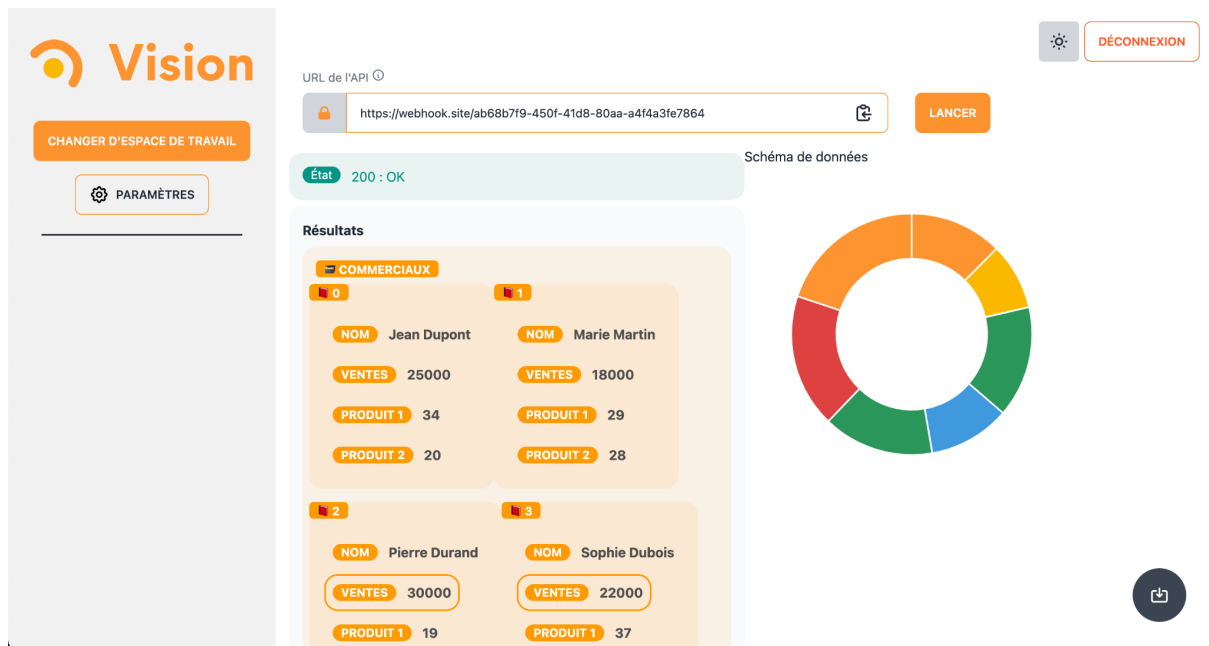 Vision
DÉCONNEXION
URL de l'API
https://webhook.site/ab68b7f9-450f-41d8-80aa-a4f4a3fe7864
LANCER
CHANGER D'ESPACE DE TRAVAIL
PARAMÈTRES
Schéma de données
État 200 : OK
Résultats
COMMERCIAUX
0
NOM Jean Dupont
VENTES 25000
PRODUIT 1 34
PRODUIT 2 20
1
NOM Marie Martin
VENTES 18000
PRODUIT 1 29
PRODUIT 2 28
2
NOM Pierre Durand
VENTES 30000
PRODUIT 1 19
3
NOM Sophie Dubois
VENTES 22000
PRODUIT 1 37